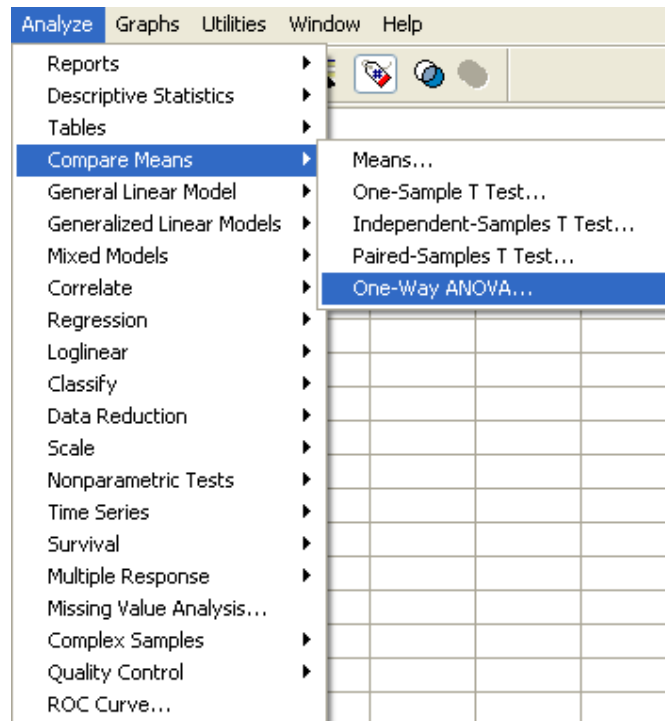 Analyze Graphs Utilities Window Help
Reports
Descriptive Statistics
Tables
Compare Means
General Linear Model
Generalized Linear Models
Mixed Models
Correlate
Regression
Loglinear
Classify
Data Reduction
Scale
Nonparametric Tests
Time Series
Survival
Multiple Response
Missing Value Analysis...
Complex Samples
Quality Control
ROC Curve...
Means...
One-Sample T Test...
Independent-Samples T Test...
Paired-Samples T Test...
One-Way ANOVA...